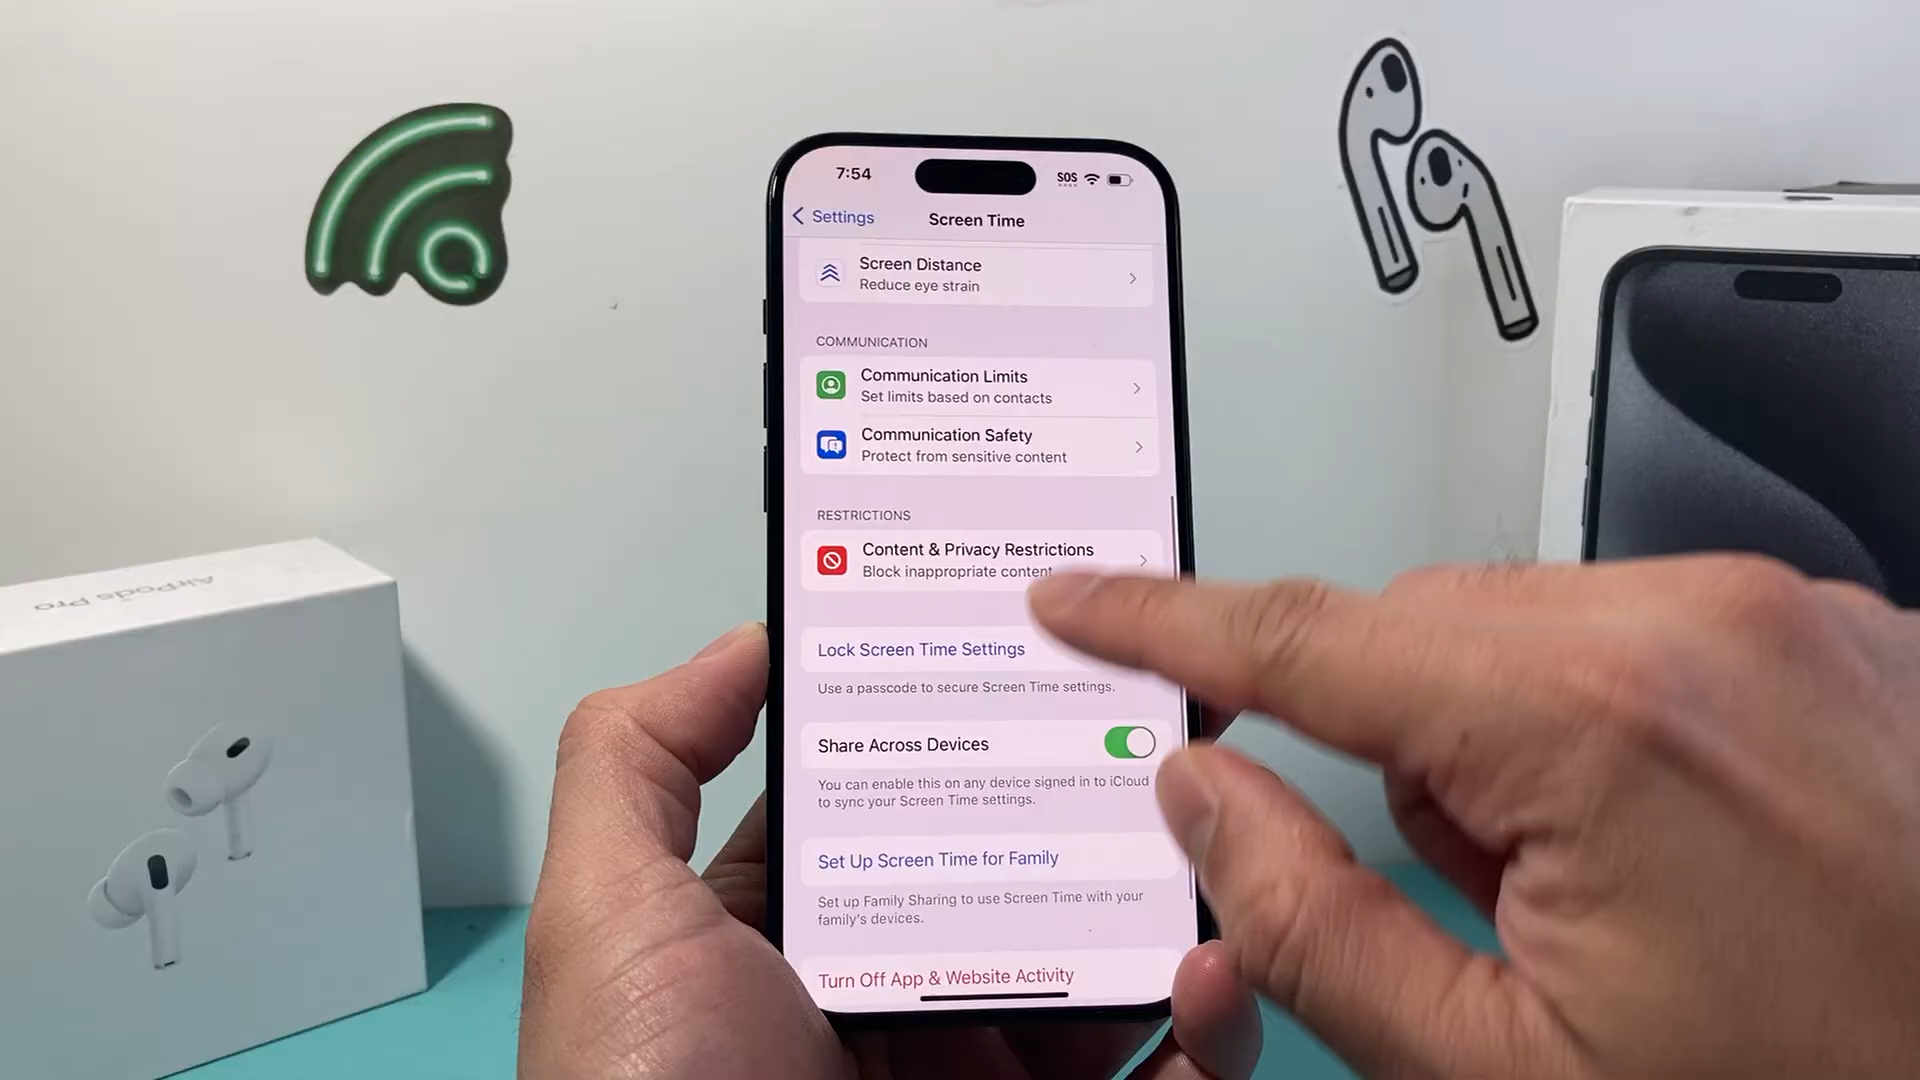 7:54
SOS
Settings
Screen Time
Screen Distance
Reduce eye strain
COMMUNICATION
Communication Limits
Set limits based on contacts
Communication Safety
Protect from sensitive content
RESTRICTIONS
Content & Privacy Restrictions
Block inappropriate content
Lock Screen Time Settings
Use a passcode to secure Screen Time settings.
Share Across Devices
You can enable this on any device signed in to iCloud
to sync your Screen Time settings.
Set Up Screen Time for Family
Set up Family Sharing to use Screen Time with your
family's devices.
Turn Off App & Website Activity
AirPods Pro